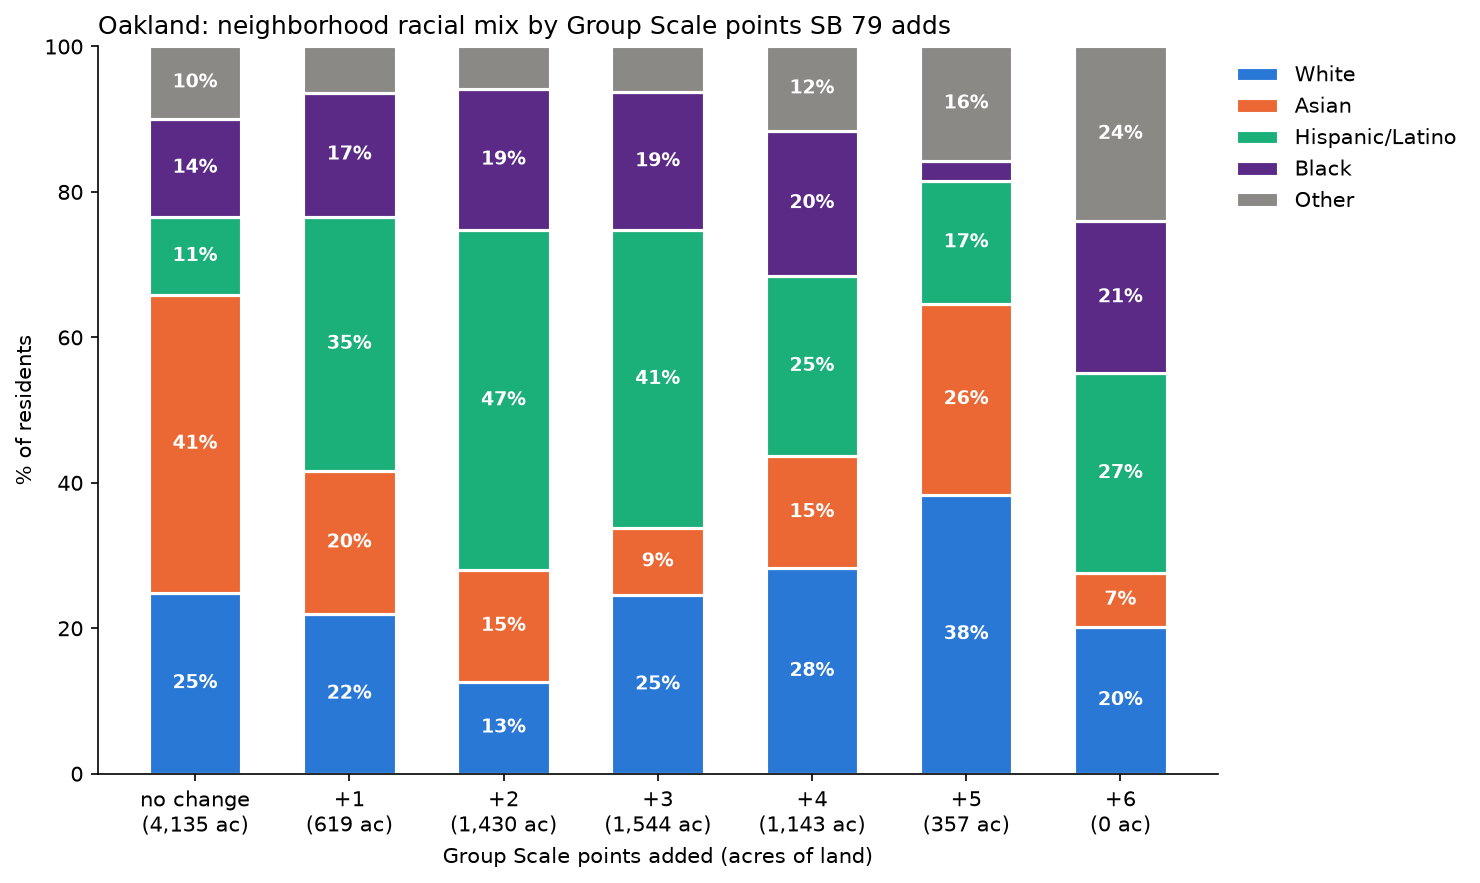 Oakland: neighborhood racial mix by Group Scale points SB 79 adds
100
80
60
40
20
0
% of residents
10%
14%
11%
41%
25%
17%
35%
20%
22%
19%
47%
15%
13%
19%
41%
9%
25%
12%
20%
25%
15%
28%
16%
17%
26%
38%
24%
21%
27%
7%
20%
no change
(4,135 ac)
+1
(619 ac)
+2
(1,430 ac)
+3
(1,544 ac)
+4
(1,143 ac)
+5
(357 ac)
+6
(0 ac)
Group Scale points added (acres of land)
White
Asian
Hispanic/Latino
Black
Other